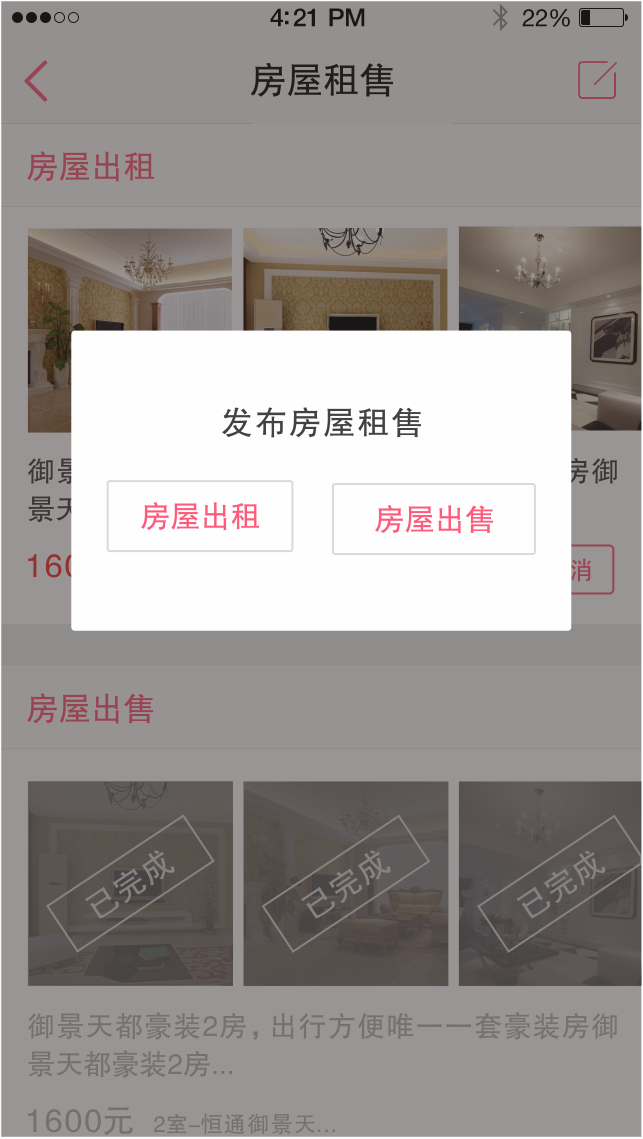 4:21 PM
22%
房屋租售
房屋出租
发布房屋租售
御景
房御
景天
房屋出租
房屋出售
160
消
房屋出售
已完成
已完成
已完成
御景天都豪装2房，出行方便唯一一套豪装房御
景天都豪装2房...
1600元 2室-恒通御景天...